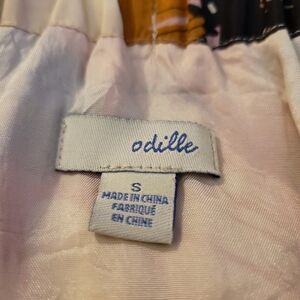 odille
S
MADE IN CHINA
FABRIQUÉ
EN CHINE